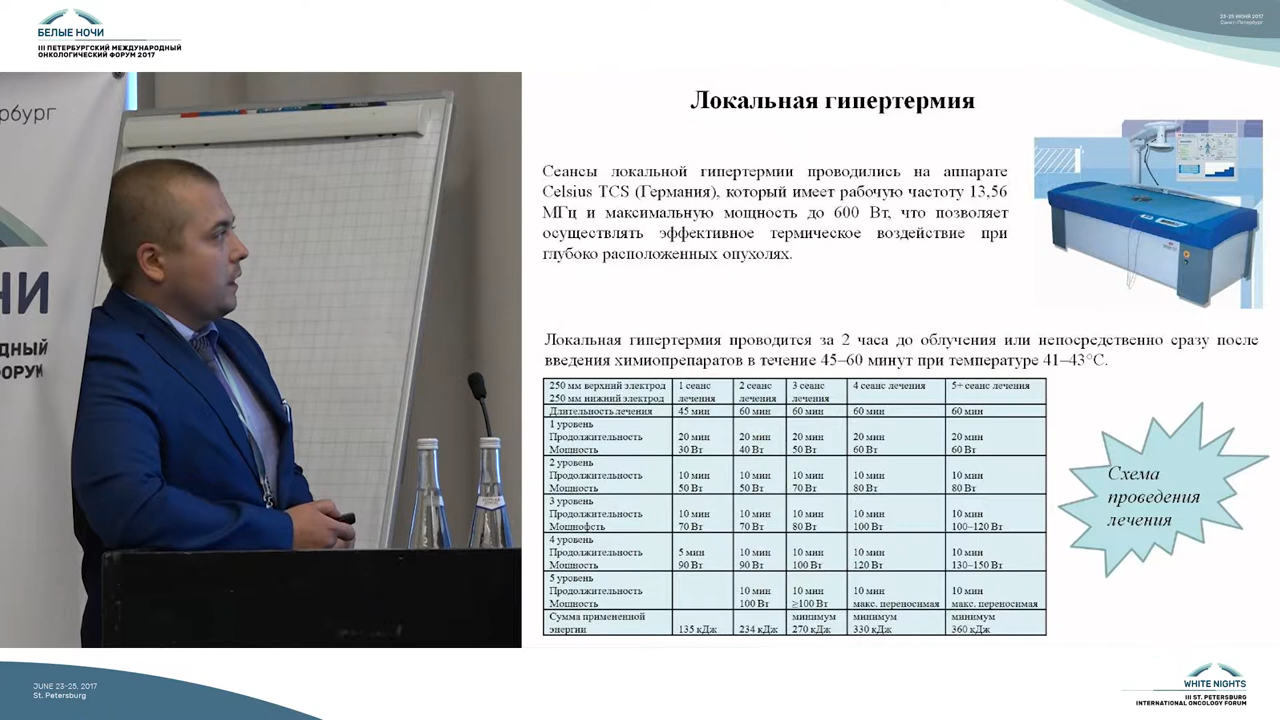 БЕЛЫЕ НОЧИ
III ПЕТЕРБУРГСКИЙ МЕЖДУНАРОДНЫЙ
ОНКОЛОГИЧЕСКИЙ ФОРУМ 2017
23-25 ИЮНЯ 2017
Санкт-Петербург
рбург
ЧИ
ДНЫЙ
ФОРУМ
Локальная гипертермия
Сеансы локальной гипертермии проводились на аппарате
Celsius TCS (Германия), который имеет рабочую частоту 13,56
МГц и максимальную мощность до 600 Вт, что позволяет
осуществлять эффективное термическое воздействие при
глубоко расположенных опухолях.
Локальная гипертермия проводится за 2 часа до облучения или непосредственно сразу после
введения химиопрепаратов в течение 45–60 минут при температуре 41–43°С.
250 мм верхний электрод 1 сеанс 2 сеанс 3 сеанс 4 сеанс лечения 5+ сеанс лечения
250 мм нижний электрод лечения лечения лечения
Длительность лечения 45 мин 60 мин 60 мин 60 мин 60 мин
1 уровень
Продолжительность 20 мин 20 мин 20 мин 20 мин 20 мин
Мощность 30 Вт 40 Вт 50 Вт 60 Вт 60 Вт
2 уровень
Продолжительность 10 мин 10 мин 10 мин 10 мин 10 мин
Мощность 50 Вт 50 Вт 70 Вт 80 Вт 80 Вт
3 уровень
Продолжительность 10 мин 10 мин 10 мин 10 мин 10 мин
Мощнофсть 70 Вт 70 Вт 80 Вт 100 Вт 100–120 Вт
4 уровень
Продолжительность 5 мин 10 мин 10 мин 10 мин 10 мин
Мощность 90 Вт 90 Вт 100 Вт 120 Вт 130–150 Вт
5 уровень
Продолжительность 10 мин 10 мин 10 мин 10 мин
Мощность 100 Вт ≥100 Вт макс. переносимая макс. переносимая
Сумма примененной минимум минимум минимум
энергии 135 кДж 234 кДж 270 кДж 330 кДж 360 кДж
Схема
проведения
лечения
JUNE 23-25, 2017
St. Petersburg
WHITE NIGHTS
III ST. PETERSBURG
INTERNATIONAL ONCOLOGY FORUM